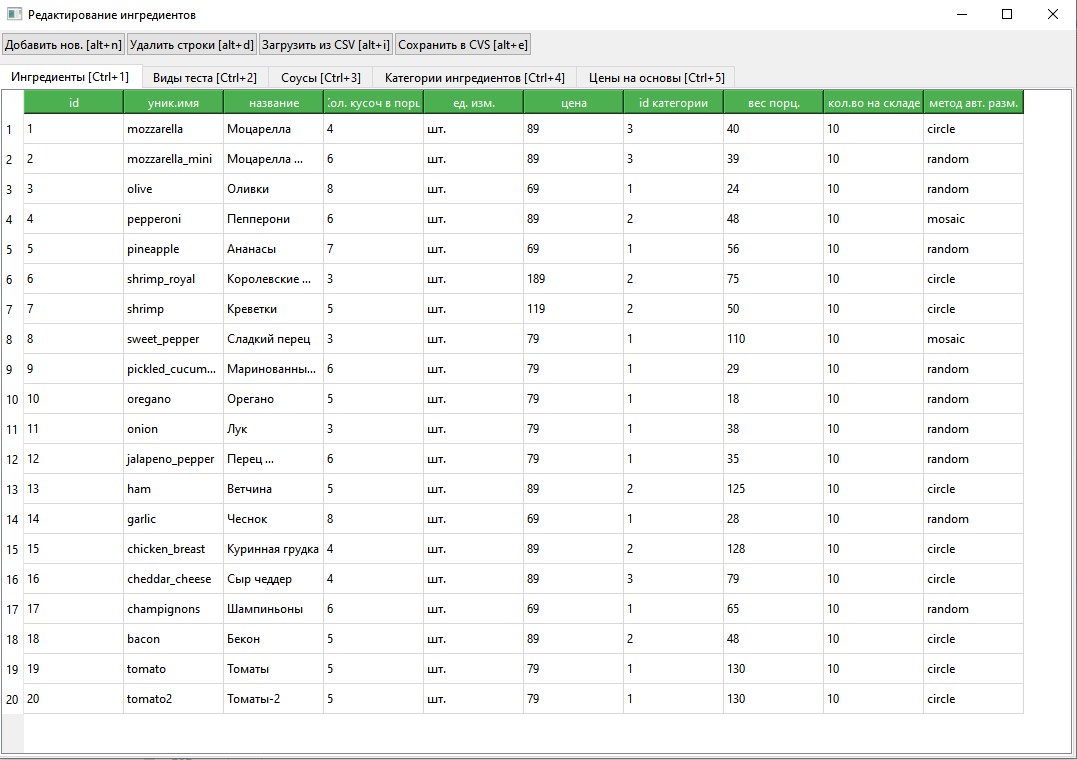 Редактирование ингредиентов
Добавить нов. [alt+n] Удалить строки [alt+d] Загрузить из CSV [alt+i] Сохранить в CVS [alt+e]
Ингредиенты [Ctrl+1] Виды теста [Ctrl+2] Соусы [Ctrl+3] Категории ингредиентов [Ctrl+4] Цены на основы [Ctrl+5]
id уник.имя название кол. кусоч в порц ед. изм. цена id категории вес порц. кол.во на складе метод авт. разм.
1 1 mozzarella Моцарелла 4 шт. 89 3 40 10 circle
2 2 mozzarella_mini Моцарелла ... 6 шт. 89 3 39 10 random
3 3 olive Оливки 8 шт. 69 1 24 10 random
4 4 pepperoni Пепперони 6 шт. 89 2 48 10 mosaic
5 5 pineapple Ананасы 7 шт. 69 1 56 10 random
6 6 shrimp_royal Королевские ... 3 шт. 189 2 75 10 circle
7 7 shrimp Креветки 5 шт. 119 2 50 10 circle
8 8 sweet_pepper Сладкий перец 3 шт. 79 1 110 10 mosaic
9 9 pickled_cucum... Маринованны... 6 шт. 79 1 29 10 random
10 10 oregano Орегано 5 шт. 79 1 18 10 random
11 11 onion Лук 3 шт. 79 1 38 10 random
12 12 jalapeno_pepper Перец ... 6 шт. 79 1 35 10 random
13 13 ham Ветчина 5 шт. 89 2 125 10 circle
14 14 garlic Чеснок 8 шт. 69 1 28 10 random
15 15 chicken_breast Куринная грудка 4 шт. 89 2 128 10 circle
16 16 cheddar_cheese Сыр чеддер 4 шт. 89 3 79 10 circle
17 17 champignons Шампиньоны 6 шт. 69 1 65 10 random
18 18 bacon Бекон 5 шт. 89 2 48 10 circle
19 19 tomato Томаты 5 шт. 79 1 130 10 circle
20 20 tomato2 Томаты-2 5 шт. 79 1 130 10 circle